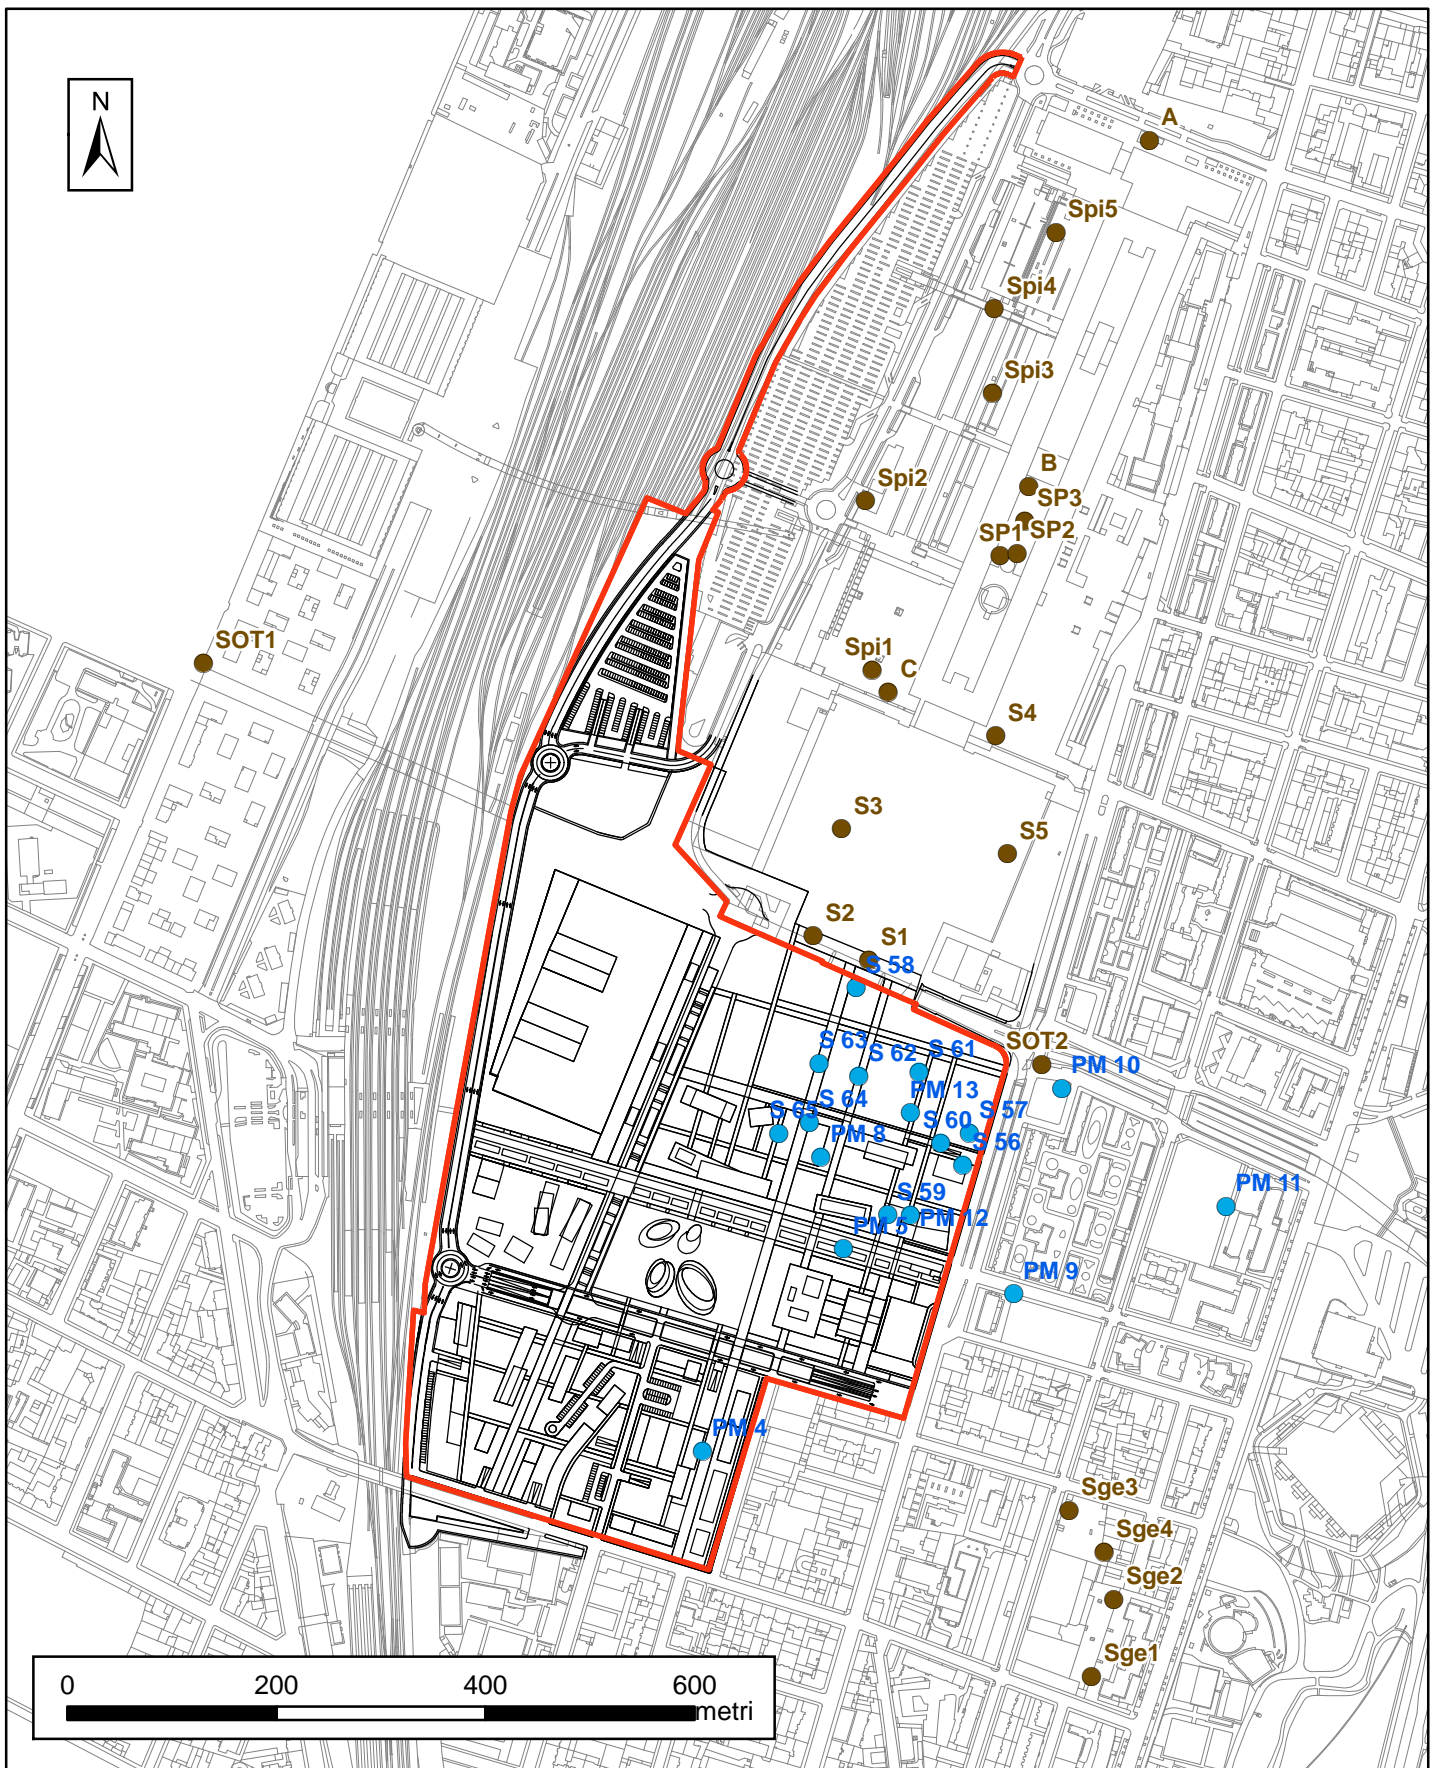 N
A
Spi5
Spi4
Spi3
B
Spi2
SP3
SP1
SP2
SOT1
Spi1
C
S4
S3
S5
S2
S1
S 58
S 63
S 62
S 61
SOT2
PM 10
PM 13
S 64
S 65
S 57
S 60
PM 8
S 56
S 59
PM 11
PM 12
PM 5
PM 9
PM 4
Sge3
Sge4
Sge2
Sge1
0 200 400 600
metri